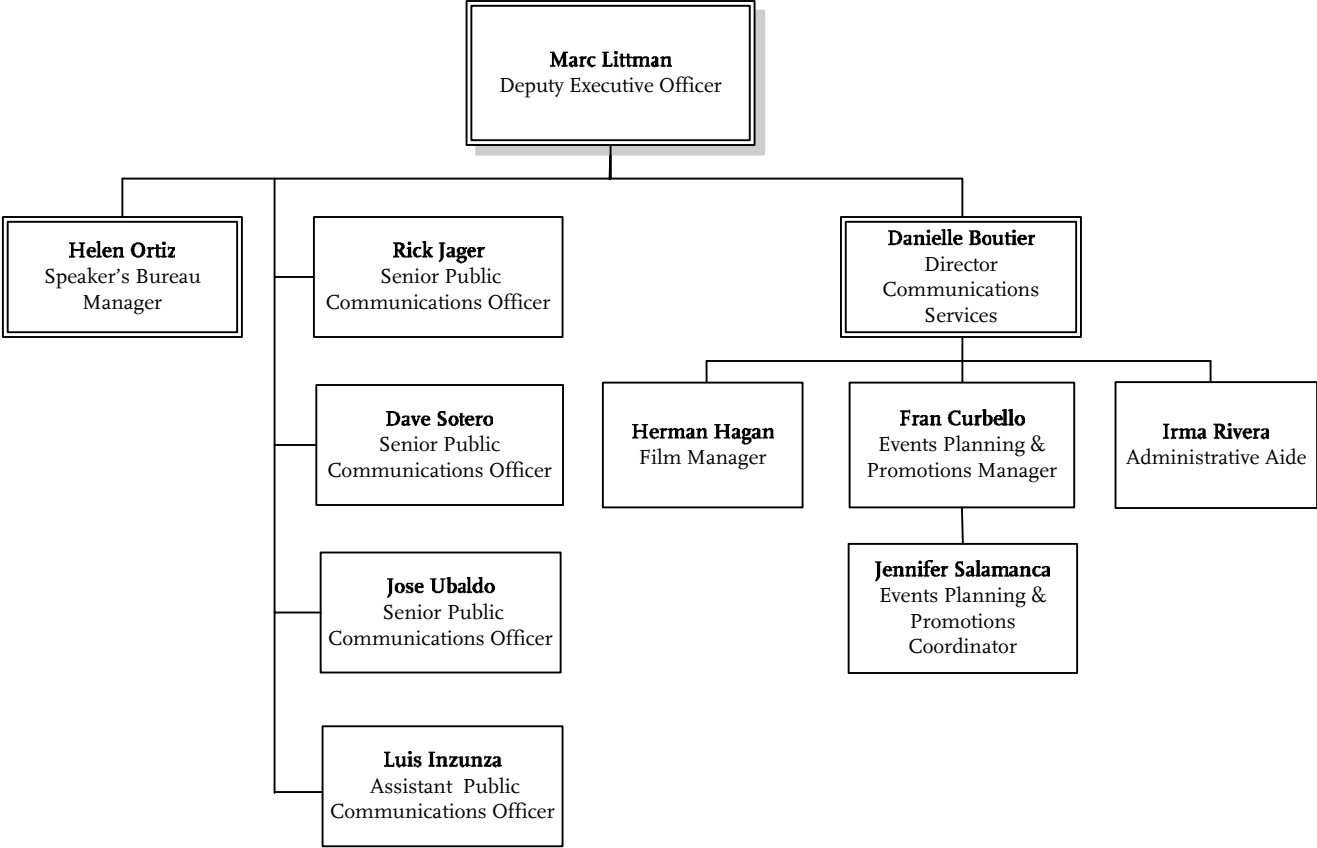 Marc Littman
Deputy Executive Officer
Helen Ortiz
Speaker's Bureau
Manager
Rick Jager
Senior Public
Communications Officer
Dave Sotero
Senior Public
Communications Officer
Jose Ubaldo
Senior Public
Communications Officer
Luis Inzunza
Assistant  Public
Communications Officer
Danielle Boutier
Director
Communications
Services
Herman Hagan
Film Manager
Fran Curbello
Events Planning &
Promotions Manager
Jennifer Salamanca
Events Planning &
Promotions
Coordinator
Irma Rivera
Administrative Aide